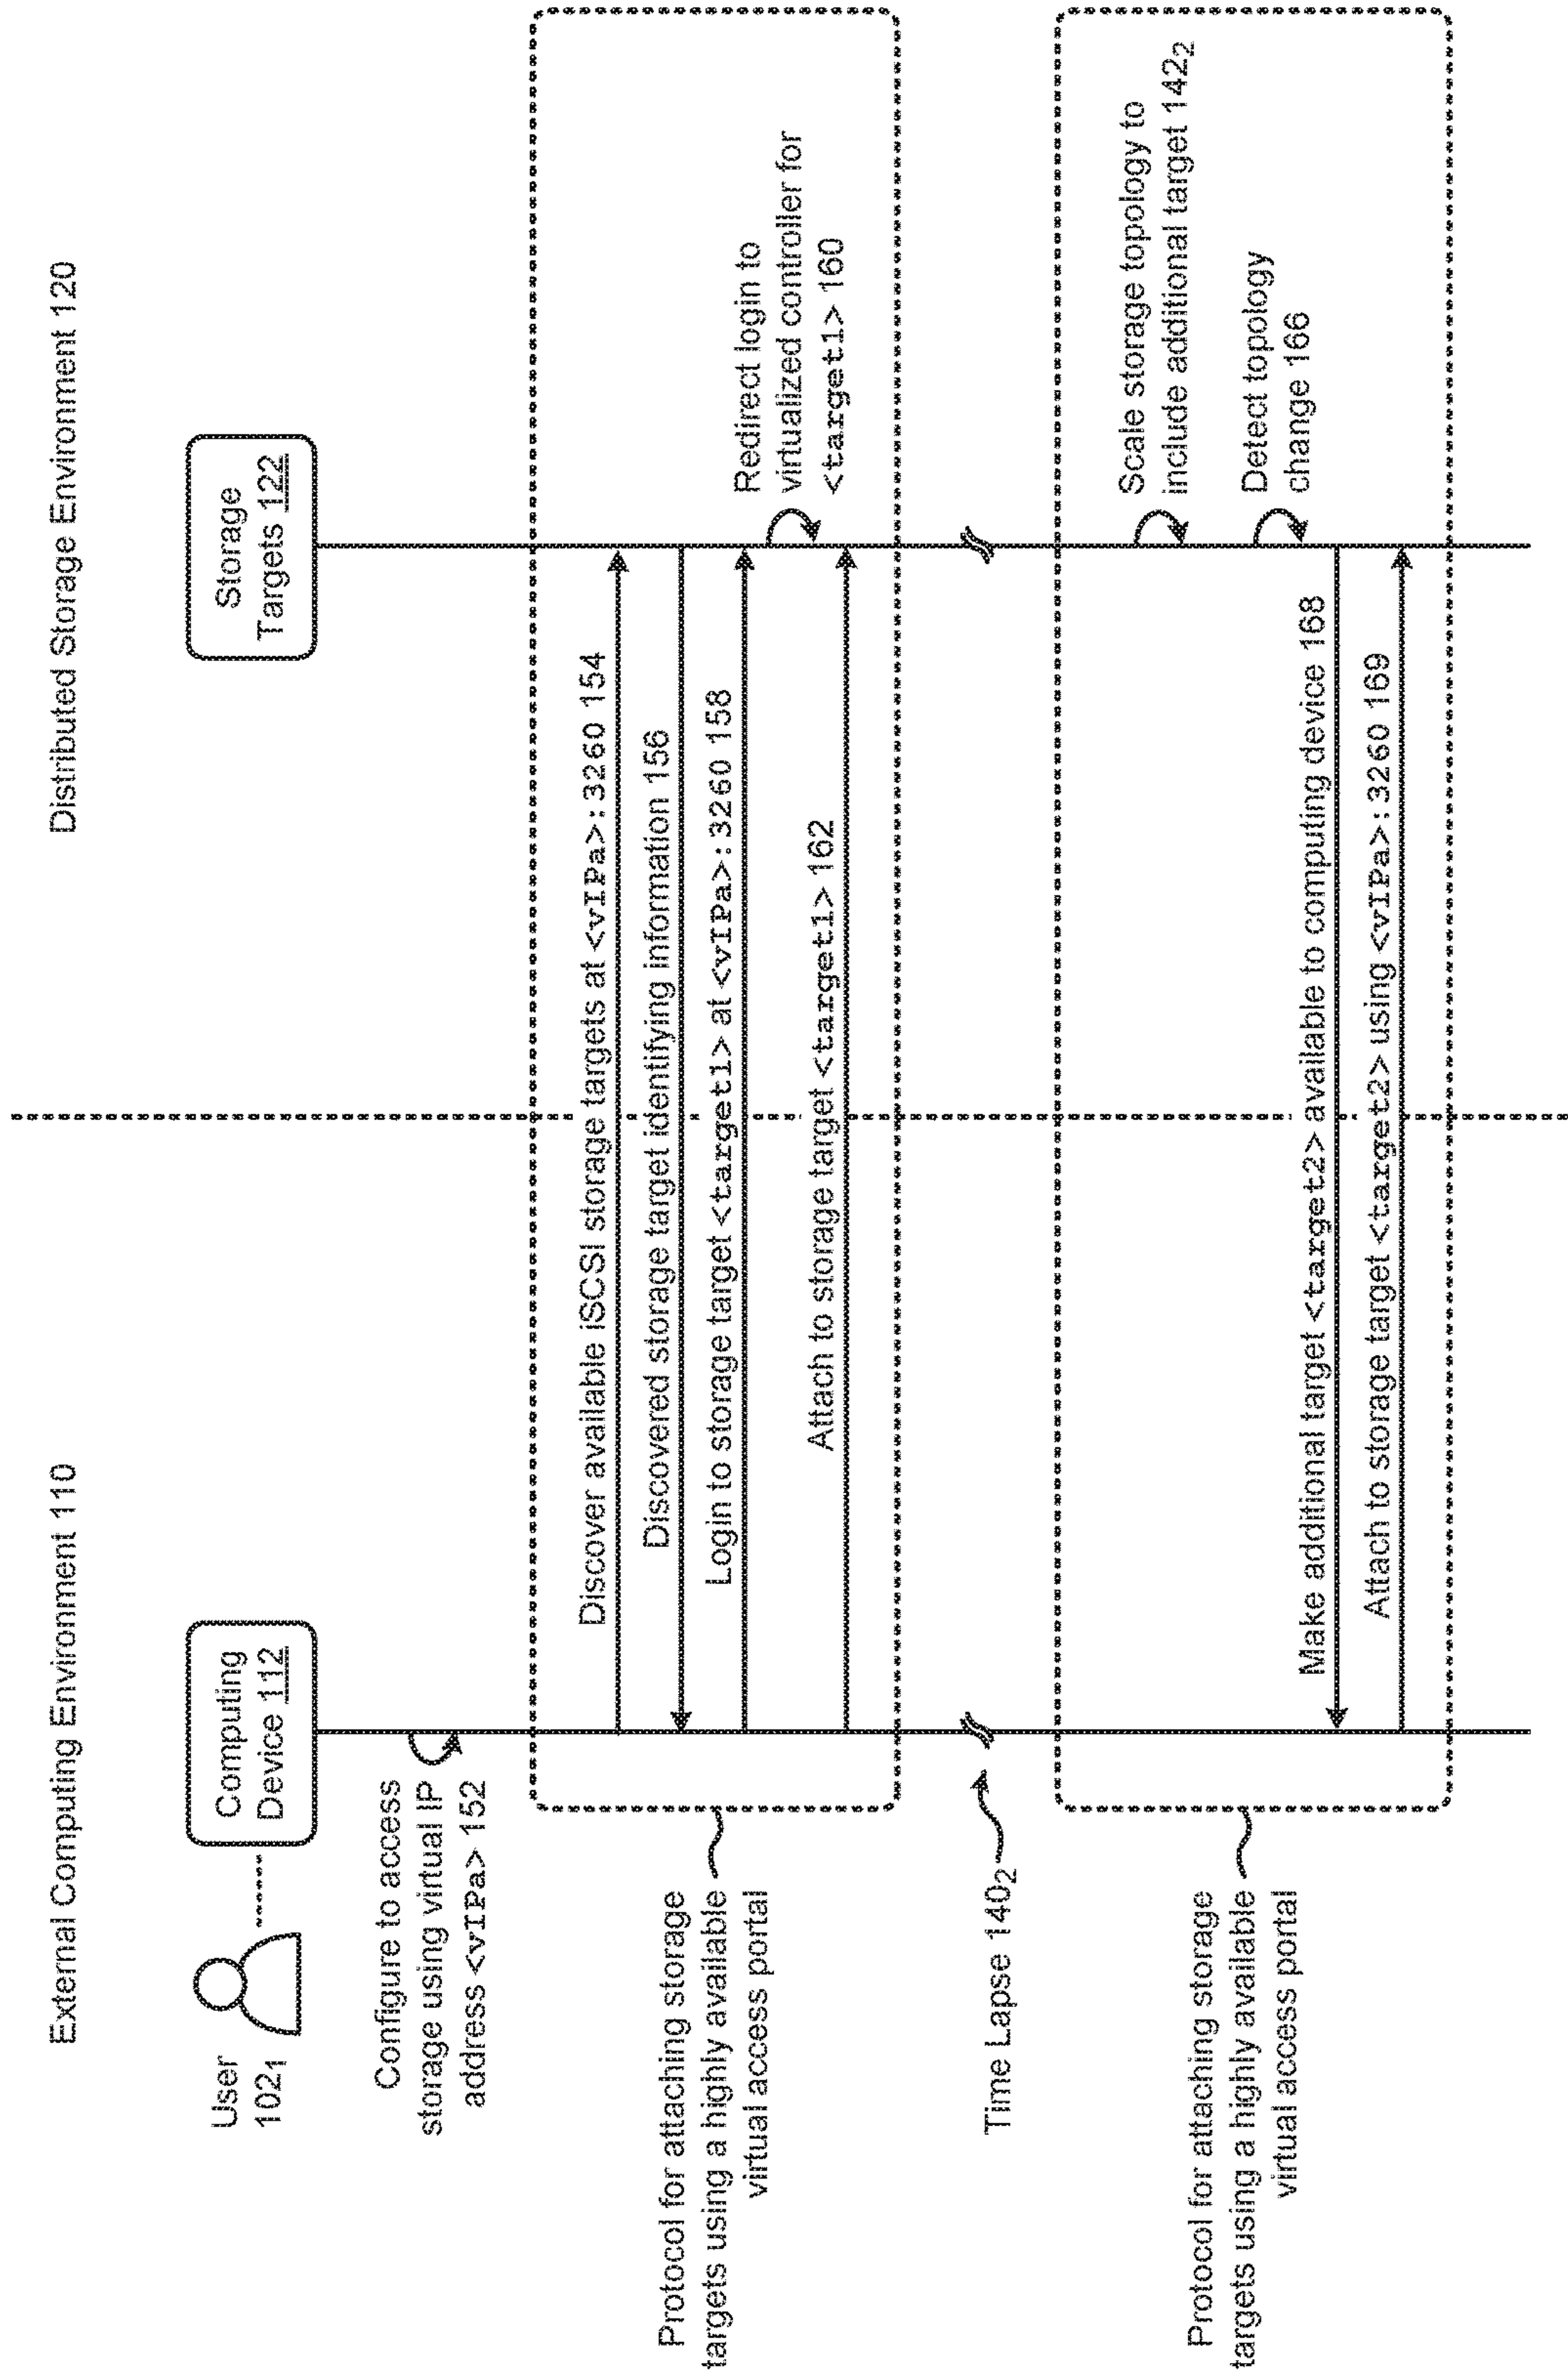 External Computing Environment 110
Distributed Storage Environment 120
User
102₁
Computing
Device 112
Storage
Targets 122
Configure to access
storage using virtual IP
address <vIPa> 152
Discover available iSCSI storage targets at <vIPa>:3260 154
Discovered storage target identifying information 156
Login to storage target <target1> at <vIPa>:3260 158
Redirect login to
virtualized controller for
<target1> 160
Attach to storage target <target1> 162
Protocol for attaching storage
targets using a highly available
virtual access portal
Time Lapse 140₂
Scale storage topology to
include additional target 142₂
Detect topology
change 166
Make additional target <target2> available to computing device 168
Attach to storage target <target2> using <vIPa>:3260 169
Protocol for attaching storage
targets using a highly available
virtual access portal